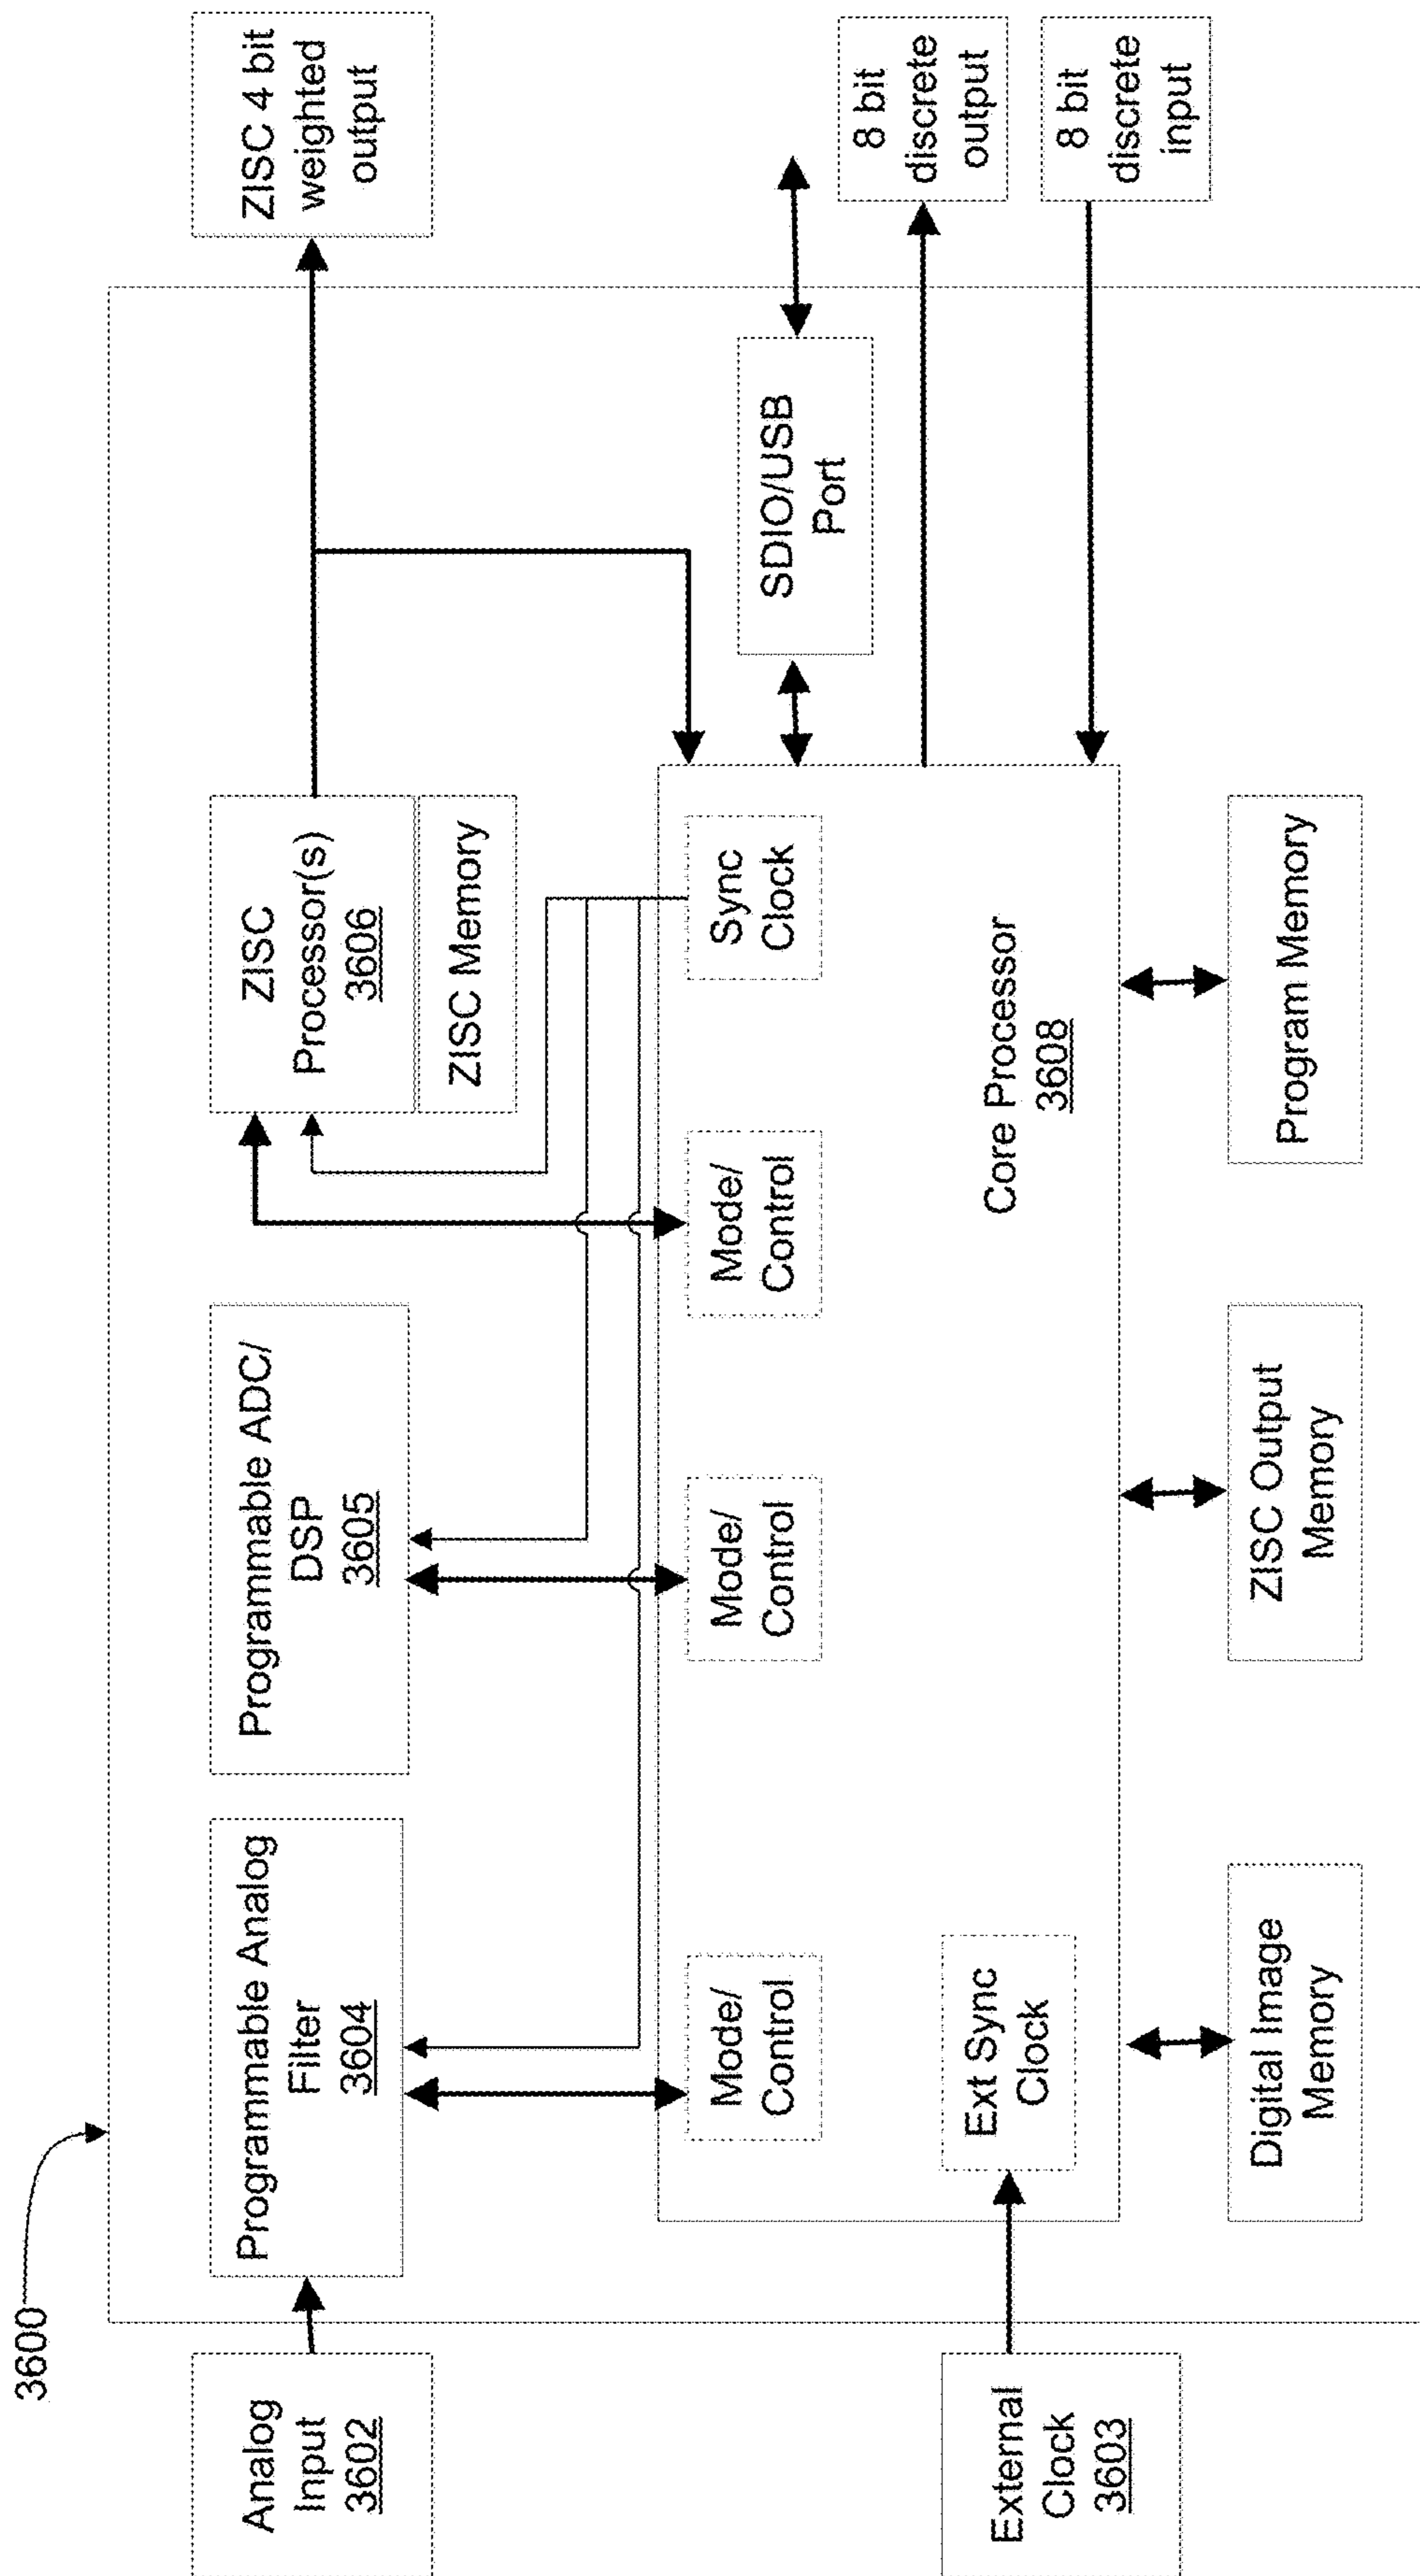 3600
Analog
Input
3602
Programmable Analog
Filter
3604
Programmable ADC/
DSP
3605
ZISC
Processor(s)
3606
ZISC Memory
ZISC 4 bit
weighted
output
Mode/
Control
Mode/
Control
Mode/
Control
Sync
Clock
SDIO/USB
Port
8 bit
discrete
output
8 bit
discrete
input
External
Clock
3603
Ext Sync
Clock
Core Processor
3608
Digital Image
Memory
ZISC Output
Memory
Program Memory